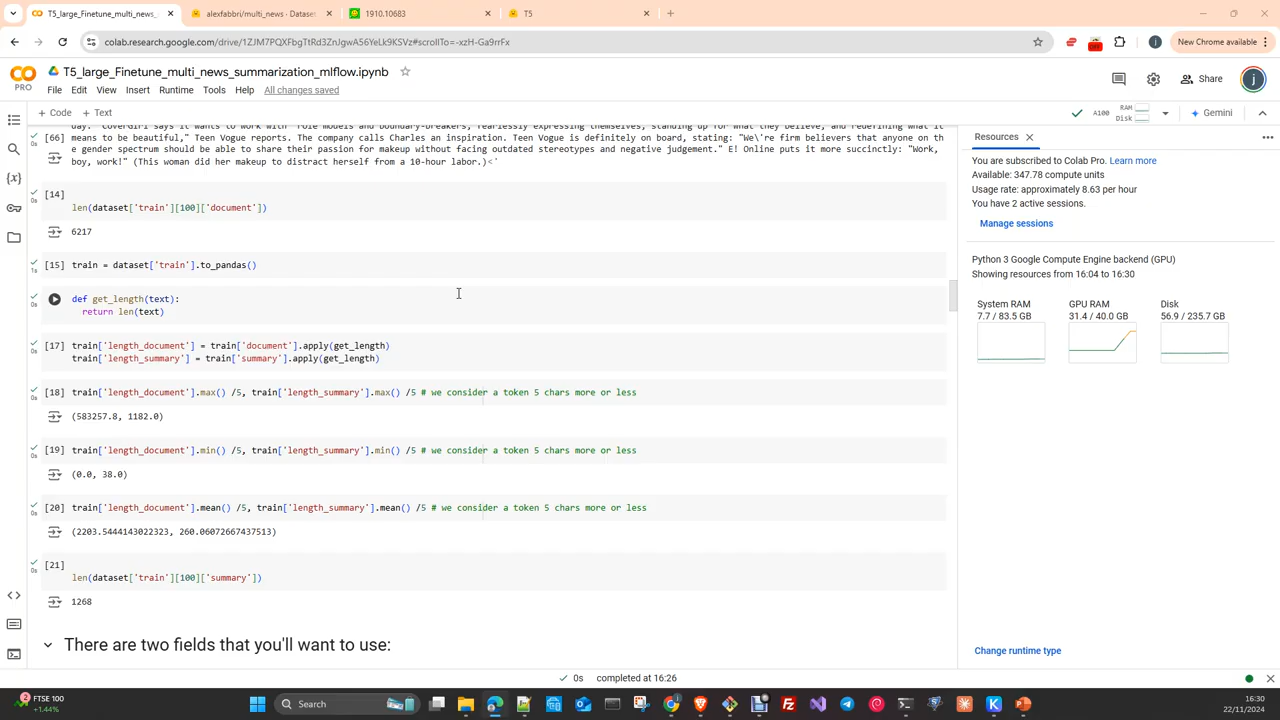 T5_large_Finetune_multi_news_
alexfabbri/multi_news · Dataset
1910.10683
T5
colab.research.google.com/drive/1ZJM7PQXFbgTtRd3ZnJgwA56YeLk9KSVz#scrollTo=-xzH-Ga9rrFx
OFF
j
New Chrome available
PRO
T5_large_Finetune_multi_news_summarization_mlflow.ipynb
File Edit View Insert Runtime Tools Help All changes saved
Share
j
+ Code + Text
A100
RAM
Disk
Gemini
[66]
means to be beautiful," Teen Vogue reports. The company calls Charles an inspiration. Teen Vogue is definitely on board, stating: "We\'re firm believers that anyone on th
e gender spectrum should be able to share their passion for makeup without facing outdated stereotypes and negative judgement." E! Online puts it more succinctly: "Work,
boy, work!" (This woman did her makeup to distract herself from a 10-hour labor.)<'
[14]
0s
len(dataset['train'][100]['document'])
6217
[15] train = dataset['train'].to_pandas()
1s
def get_length(text):
return len(text)
0s
[17] train['length_document'] = train['document'].apply(get_length)
train['length_summary'] = train['summary'].apply(get_length)
0s
[18] train['length_document'].max() /5, train['length_summary'].max() /5 # we consider a token 5 chars more or less
0s
(583257.8, 1182.0)
[19] train['length_document'].min() /5, train['length_summary'].min() /5 # we consider a token 5 chars more or less
0s
(0.0, 38.0)
[20] train['length_document'].mean() /5, train['length_summary'].mean() /5 # we consider a token 5 chars more or less
0s
(2203.5444143022323, 260.06072667437513)
[21]
0s
len(dataset['train'][100]['summary'])
1268
There are two fields that you'll want to use:
Resources
You are subscribed to Colab Pro. Learn more
Available: 347.78 compute units
Usage rate: approximately 8.63 per hour
You have 2 active sessions.
Manage sessions
Python 3 Google Compute Engine backend (GPU)
Showing resources from 16:04 to 16:30
System RAM
7.7 / 83.5 GB
GPU RAM
31.4 / 40.0 GB
Disk
56.9 / 235.7 GB
Change runtime type
0s completed at 16:26
2
FTSE 100
+1.44%
Search
16:30
22/11/2024